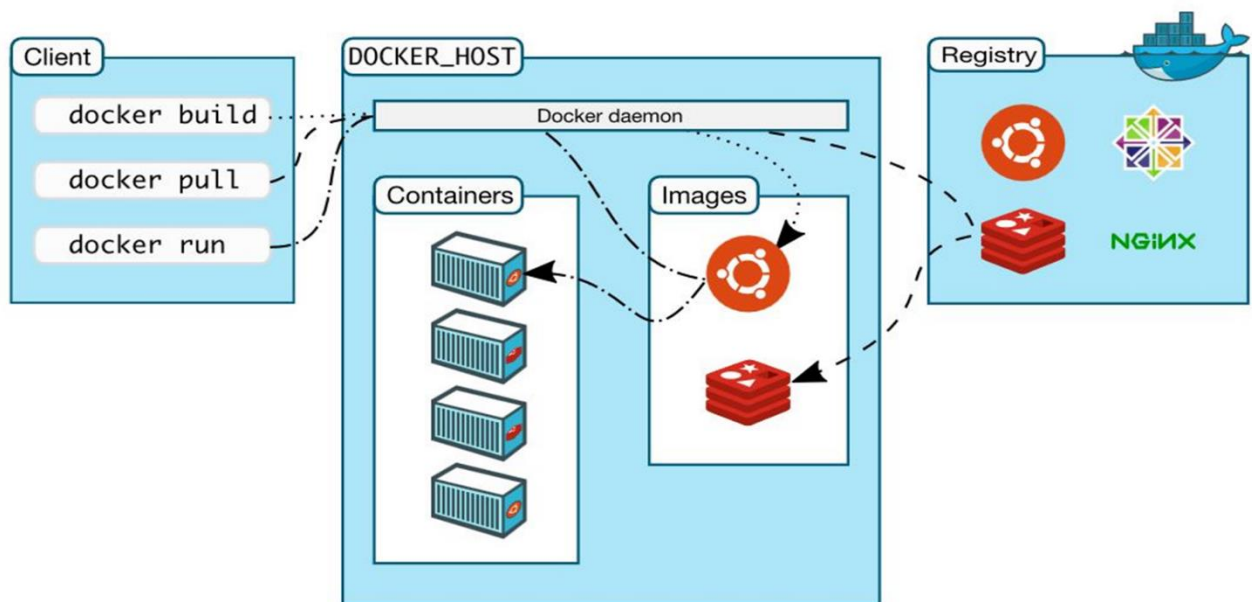 Client
docker build
docker pull
docker run
DOCKER_HOST
Docker daemon
Containers
Images
Registry
NGiNX